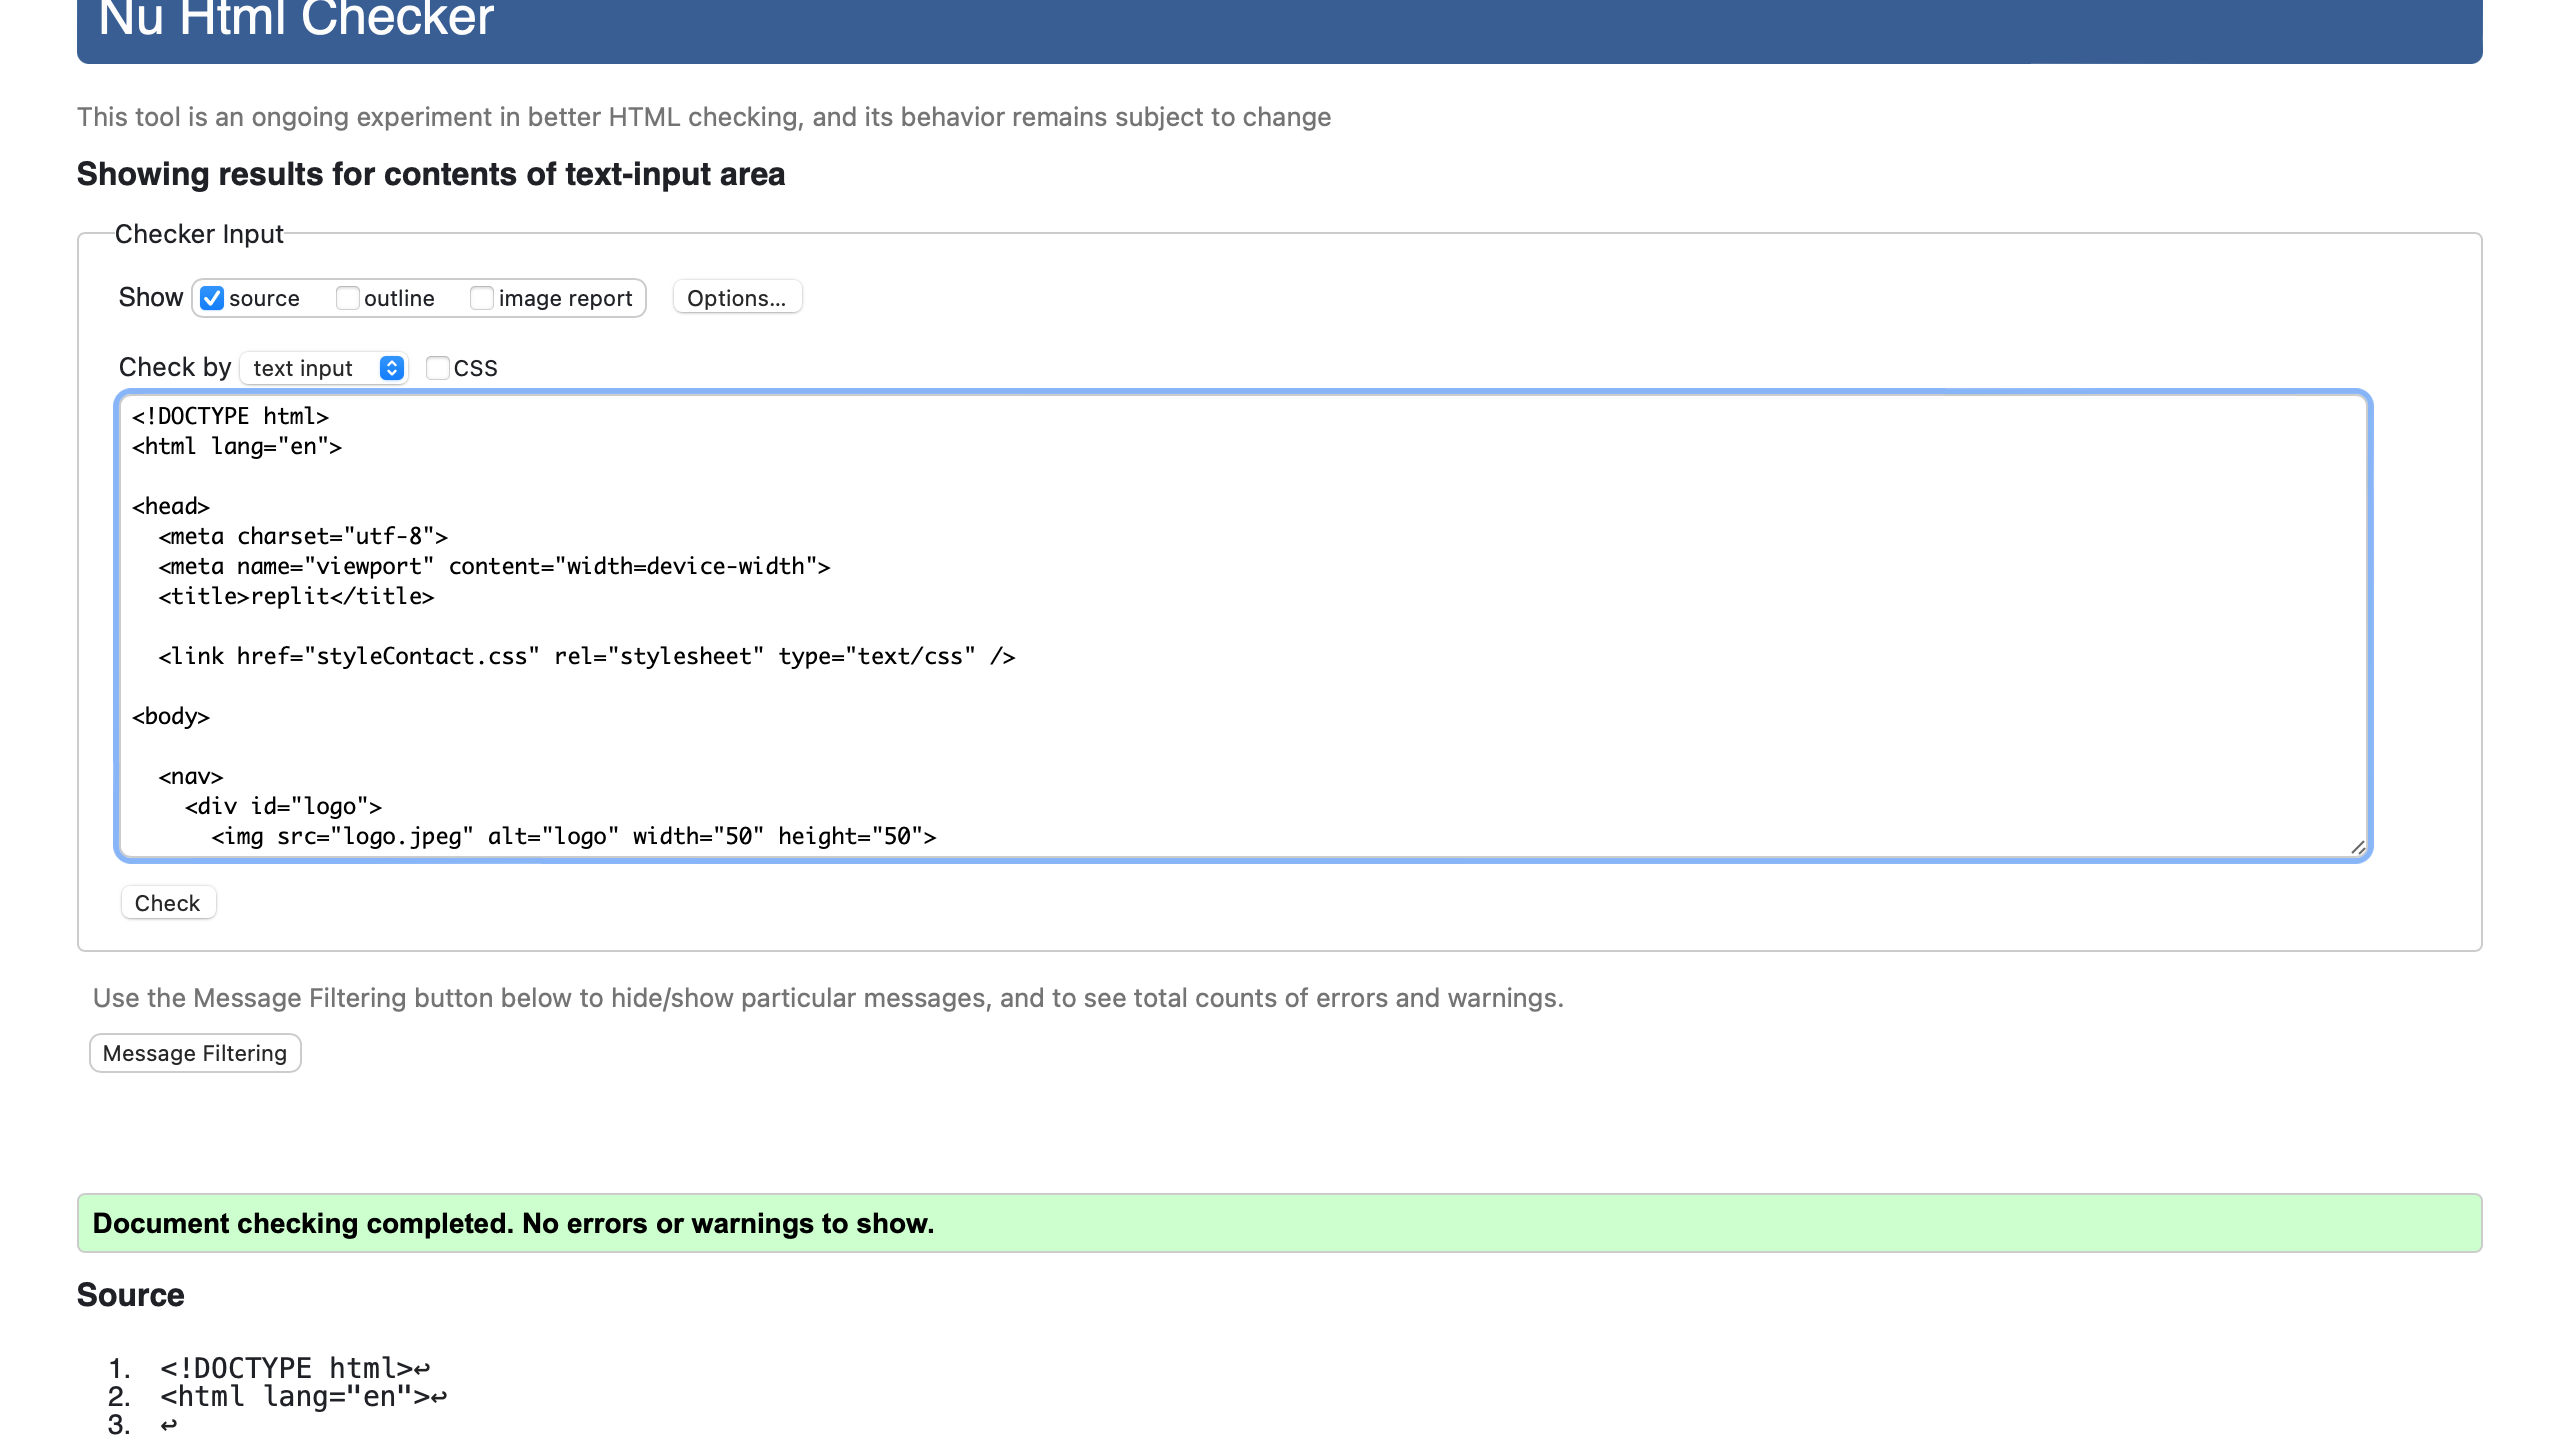 Nu Html Checker
This tool is an ongoing experiment in better HTML checking, and its behavior remains subject to change
Showing results for contents of text-input area
Checker Input
Show source outline image report Options...
Check by text input CSS
<!DOCTYPE html>
<html lang="en">
<head>
<meta charset="utf-8">
<meta name="viewport" content="width=device-width">
<title>replit</title>
<link href="styleContact.css" rel="stylesheet" type="text/css" />
<body>
<nav>
<div id="logo">
<img src="logo.jpeg" alt="logo" width="50" height="50">
Check
Use the Message Filtering button below to hide/show particular messages, and to see total counts of errors and warnings.
Message Filtering
Document checking completed. No errors or warnings to show.
Source
1. <!DOCTYPE html>↩
2. <html lang="en">↩
3. ↩